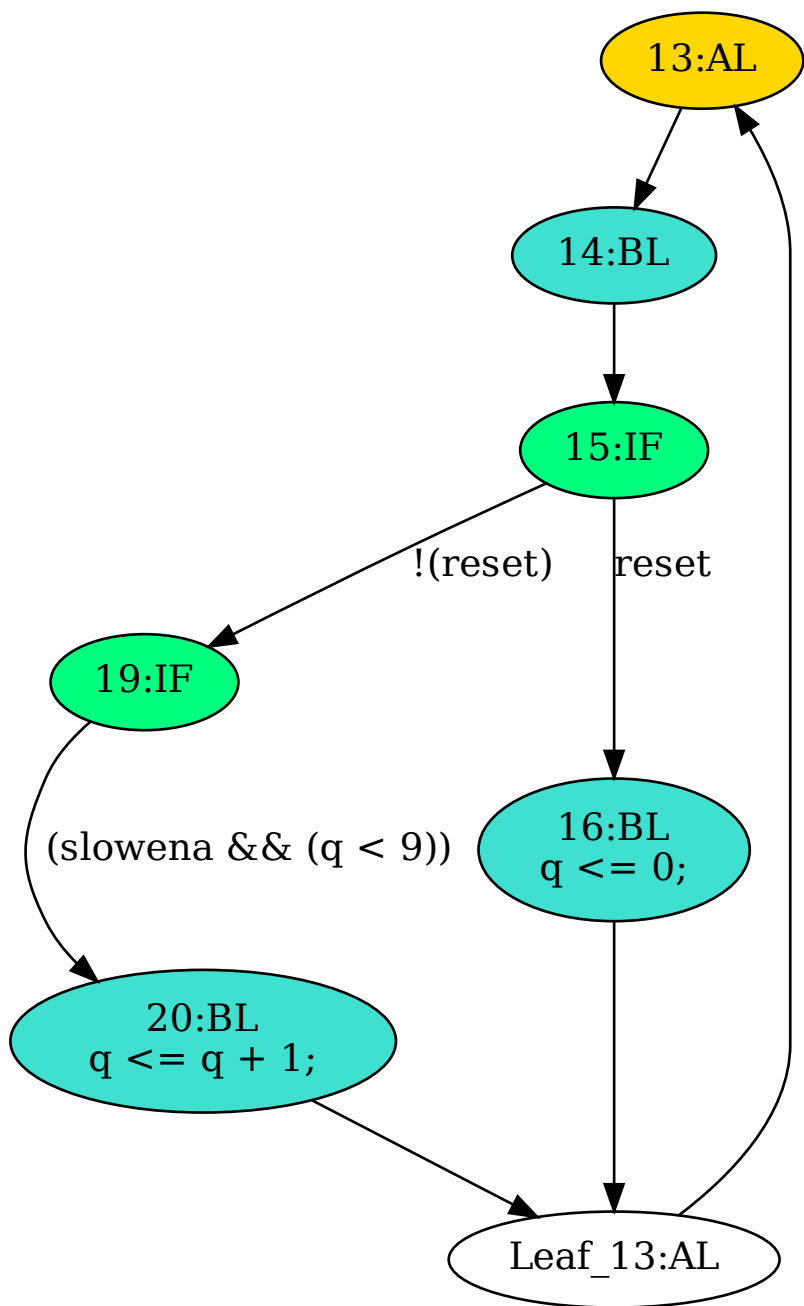 13:AL
14:BL
15:IF
!(reset)
reset
19:IF
(slowena && (q < 9))
16:BL
q <= 0;
20:BL
q <= q + 1;
Leaf_13:AL